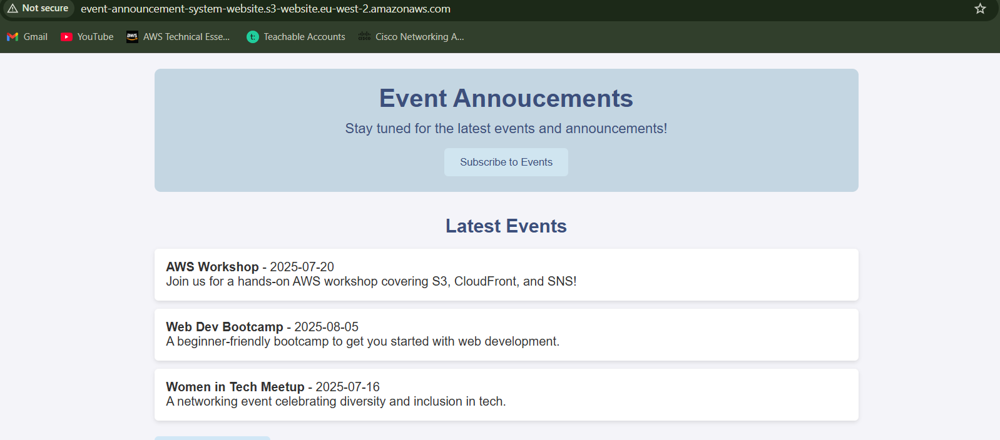 Not secure event-announcement-system-website.s3-website.eu-west-2.amazonaws.com
Gmail YouTube aws AWS Technical Esse... t: Teachable Accounts cisco Cisco Networking A...
Event Annoucements
Stay tuned for the latest events and announcements!
Subscribe to Events
Latest Events
AWS Workshop - 2025-07-20
Join us for a hands-on AWS workshop covering S3, CloudFront, and SNS!
Web Dev Bootcamp - 2025-08-05
A beginner-friendly bootcamp to get you started with web development.
Women in Tech Meetup - 2025-07-16
A networking event celebrating diversity and inclusion in tech.